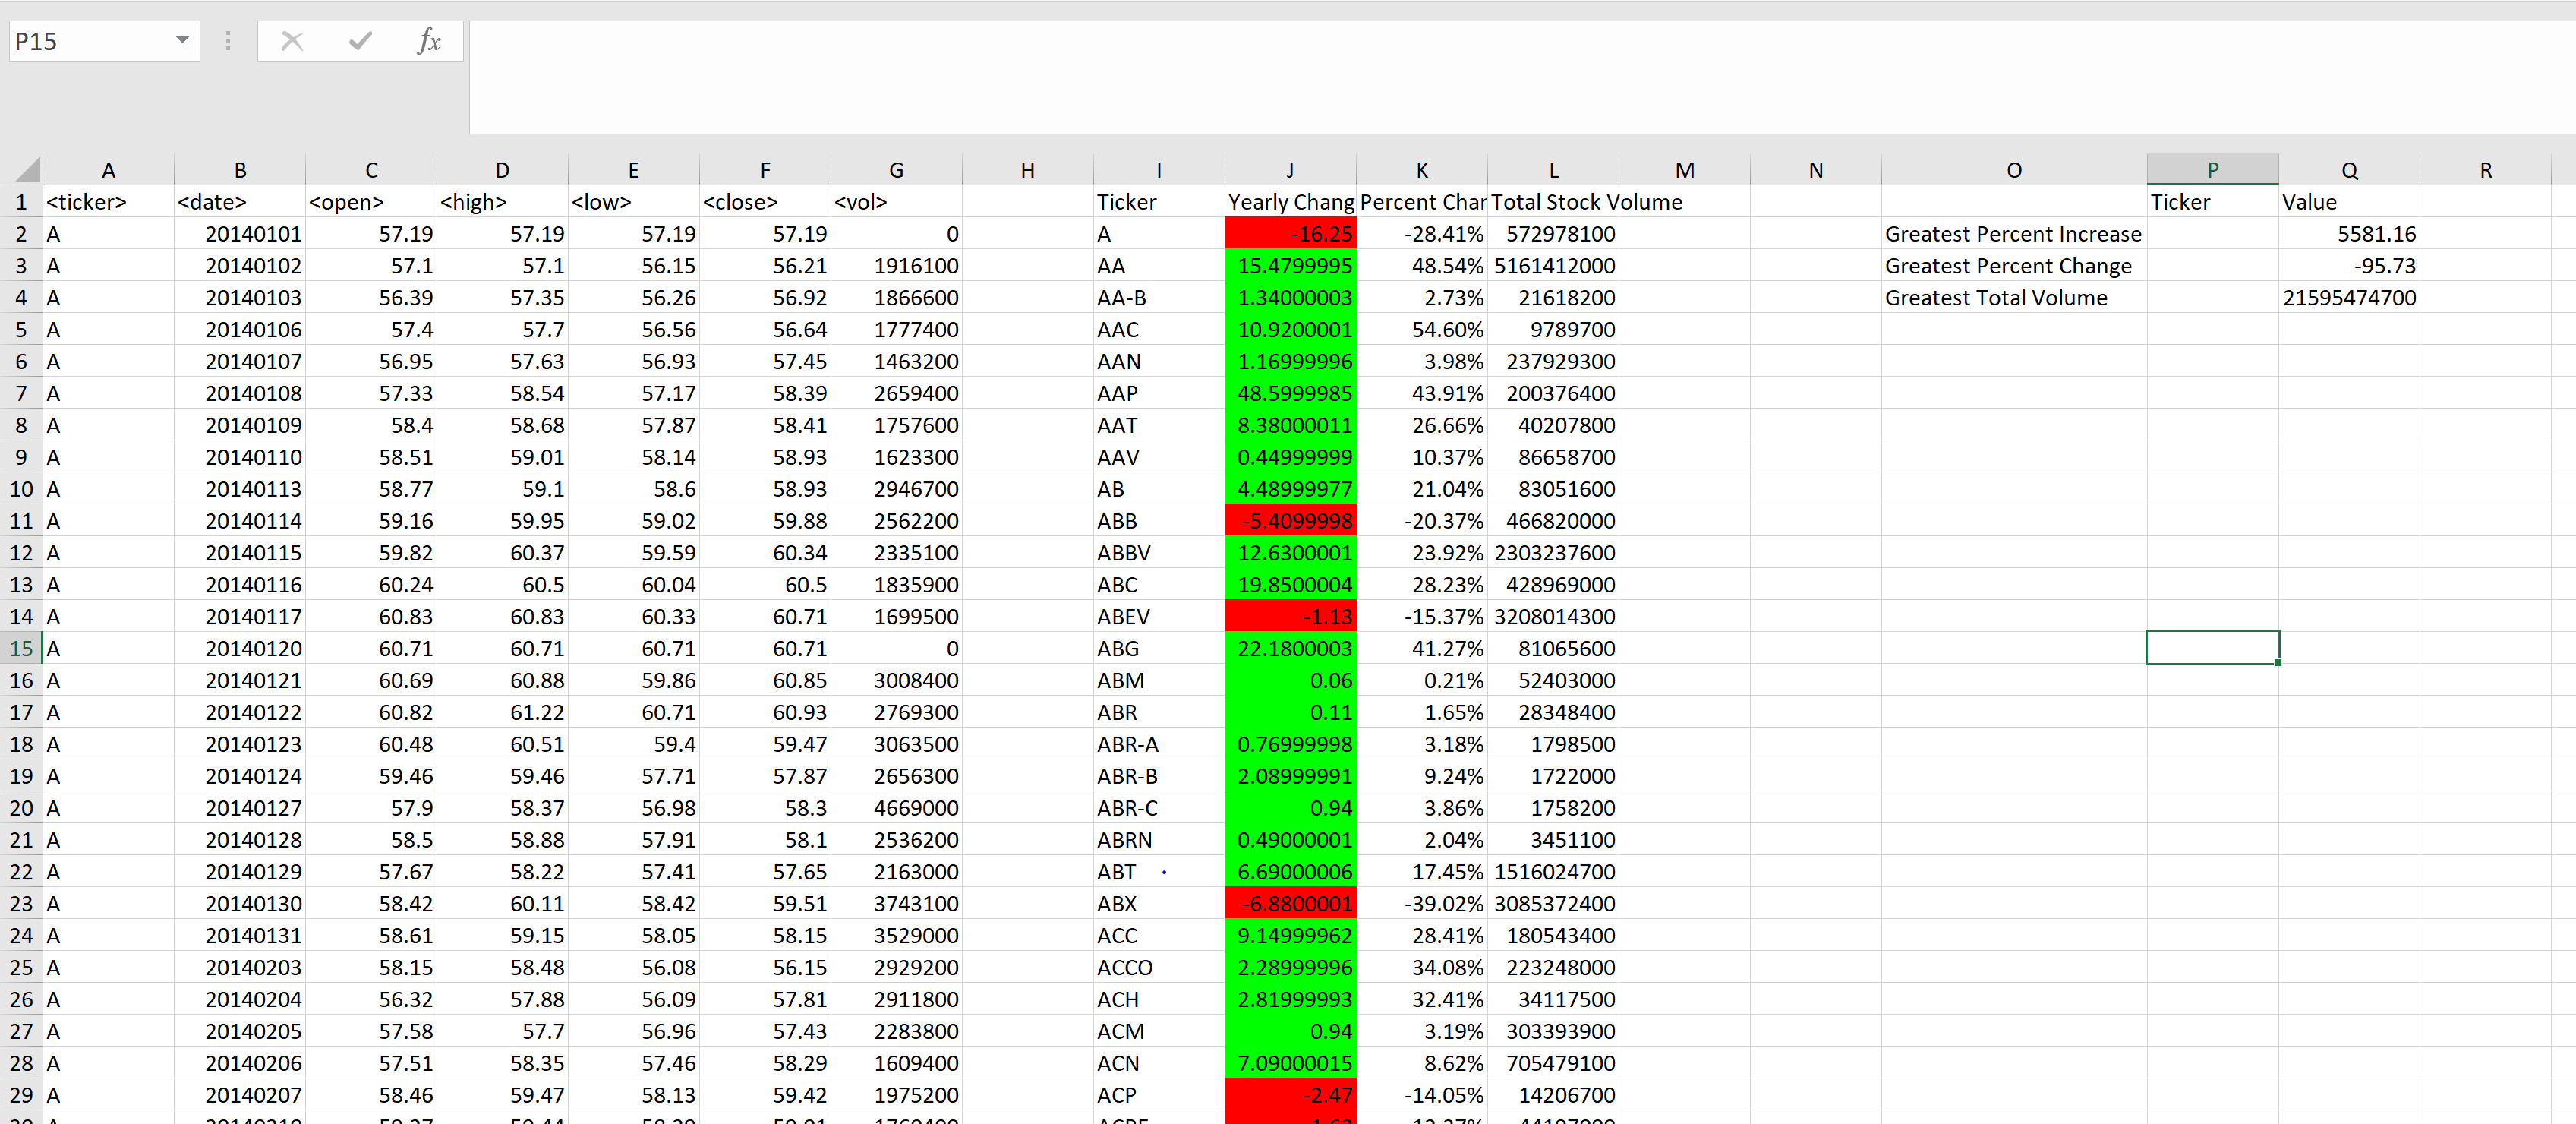 P15 fx
A B C D E F G H I J K L M N O P Q R
1 <ticker> <date> <open> <high> <low> <close> <vol> Ticker Yearly Chang Percent Char Total Stock Volume Ticker Value
2 A 20140101 57.19 57.19 57.19 57.19 0 A -16.25 -28.41% 572978100 Greatest Percent Increase 5581.16
3 A 20140102 57.1 57.1 56.15 56.21 1916100 AA 15.4799995 48.54% 5161412000 Greatest Percent Change -95.73
4 A 20140103 56.39 57.35 56.26 56.92 1866600 AA-B 1.34000003 2.73% 21618200 Greatest Total Volume 21595474700
5 A 20140106 57.4 57.7 56.56 56.64 1777400 AAC 10.9200001 54.60% 9789700
6 A 20140107 56.95 57.63 56.93 57.45 1463200 AAN 1.16999996 3.98% 237929300
7 A 20140108 57.33 58.54 57.17 58.39 2659400 AAP 48.5999985 43.91% 200376400
8 A 20140109 58.4 58.68 57.87 58.41 1757600 AAT 8.38000011 26.66% 40207800
9 A 20140110 58.51 59.01 58.14 58.93 1623300 AAV 0.44999999 10.37% 86658700
10 A 20140113 58.77 59.1 58.6 58.93 2946700 AB 4.48999977 21.04% 83051600
11 A 20140114 59.16 59.95 59.02 59.88 2562200 ABB -5.4099998 -20.37% 466820000
12 A 20140115 59.82 60.37 59.59 60.34 2335100 ABBV 12.6300001 23.92% 2303237600
13 A 20140116 60.24 60.5 60.04 60.5 1835900 ABC 19.8500004 28.23% 428969000
14 A 20140117 60.83 60.83 60.33 60.71 1699500 ABEV -1.13 -15.37% 3208014300
15 A 20140120 60.71 60.71 60.71 60.71 0 ABG 22.1800003 41.27% 81065600
16 A 20140121 60.69 60.88 59.86 60.85 3008400 ABM 0.06 0.21% 52403000
17 A 20140122 60.82 61.22 60.71 60.93 2769300 ABR 0.11 1.65% 28348400
18 A 20140123 60.48 60.51 59.4 59.47 3063500 ABR-A 0.76999998 3.18% 1798500
19 A 20140124 59.46 59.46 57.71 57.87 2656300 ABR-B 2.08999991 9.24% 1722000
20 A 20140127 57.9 58.37 56.98 58.3 4669000 ABR-C 0.94 3.86% 1758200
21 A 20140128 58.5 58.88 57.91 58.1 2536200 ABRN 0.49000001 2.04% 3451100
22 A 20140129 57.67 58.22 57.41 57.65 2163000 ABT 6.69000006 17.45% 1516024700
23 A 20140130 58.42 60.11 58.42 59.51 3743100 ABX -6.8800001 -39.02% 3085372400
24 A 20140131 58.61 59.15 58.05 58.15 3529000 ACC 9.14999962 28.41% 180543400
25 A 20140203 58.15 58.48 56.08 56.15 2929200 ACCO 2.28999996 34.08% 223248000
26 A 20140204 56.32 57.88 56.09 57.81 2911800 ACH 2.81999993 32.41% 34117500
27 A 20140205 57.58 57.7 56.96 57.43 2283800 ACM 0.94 3.19% 303393900
28 A 20140206 57.51 58.35 57.46 58.29 1609400 ACN 7.09000015 8.62% 705479100
29 A 20140207 58.46 59.47 58.13 59.42 1975200 ACP -2.47 -14.05% 14206700